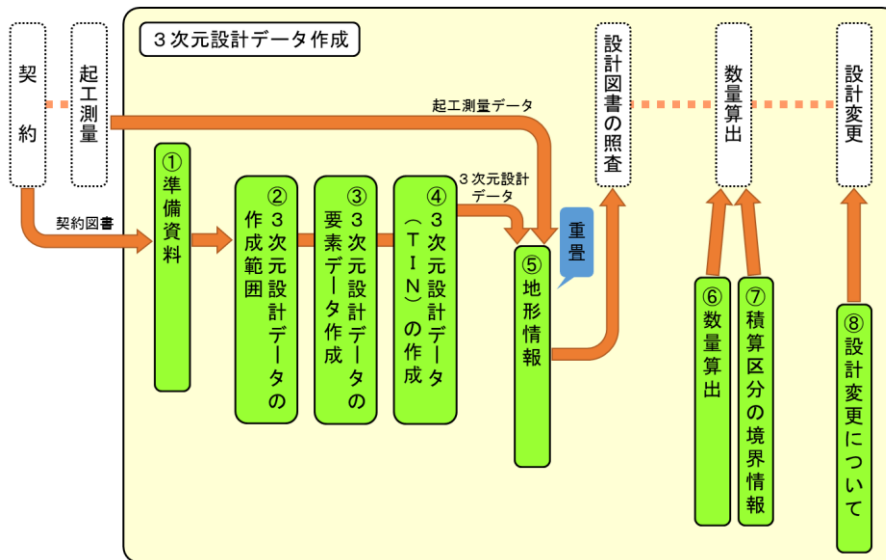 3次元設計データ作成
契約
起工測量
設計図書の照査
数量算出
設計変更
起工測量データ
契約図書
3次元設計
データ
重畳
①準備資料
②3次元設計データの
作成範囲
③3次元設計データの
要素データ作成
④3次元設計データ
(TIN)の作成
⑤地形情報
⑥数量算出
⑦積算区分の境界情報
⑧設計変更について